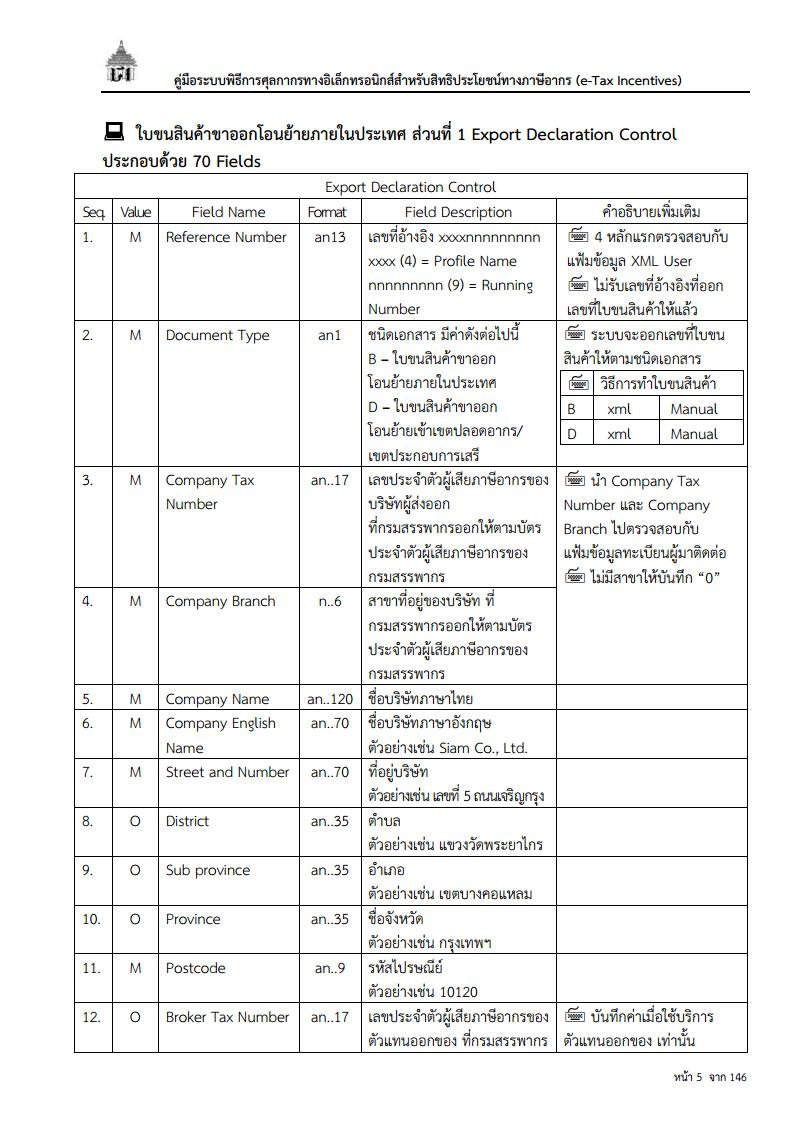 คู่มือระบบพิธีการศุลกากรทางอิเล็กทรอนิกส์สำหรับสิทธิประโยชน์ทางภาษีอากร (e-Tax Incentives)
ใบขนสินค้าขาออกโอนย้ายภายในประเทศ ส่วนที่ 1 Export Declaration Control
ประกอบด้วย 70 Fields
Export Declaration Control
Seq. Value Field Name Format Field Description คำอธิบายเพิ่มเติม
1. M Reference Number an13 เลขที่อ้างอิง xxxxnnnnnnnnn 4 หลักแรกตรวจสอบกับ
xxxx (4) = Profile Name แฟ้มข้อมูล XML User
nnnnnnnnn (9) = Running ไม่รับเลขที่อ้างอิงที่ออก
Number เลขที่ใบขนสินค้าให้แล้ว
2. M Document Type an1 ชนิดเอกสาร มีค่าดังต่อไปนี้ ระบบจะออกเลขที่ใบขน
B – ใบขนสินค้าขาออก สินค้าให้ตามชนิดเอกสาร
โอนย้ายภายในประเทศ วิธีการทำใบขนสินค้า
D – ใบขนสินค้าขาออก B xml Manual
โอนย้ายเข้าเขตปลอดอากร/ D xml Manual
เขตประกอบการเสรี
3. M Company Tax an..17 เลขประจำตัวผู้เสียภาษีอากรของ นำ Company Tax
Number บริษัทผู้ส่งออก Number และ Company
ที่กรมสรรพากรออกให้ตามบัตร Branch ไปตรวจสอบกับ
ประจำตัวผู้เสียภาษีอากรของ แฟ้มข้อมูลทะเบียนผู้มาติดต่อ
กรมสรรพากร ไม่มีสาขาให้บันทึก “0”
4. M Company Branch n..6 สาขาที่อยู่ของบริษัท ที่
กรมสรรพากรออกให้ตามบัตร
ประจำตัวผู้เสียภาษีอากรของ
กรมสรรพากร
5. M Company Name an..120 ชื่อบริษัทภาษาไทย
6. M Company English an..70 ชื่อบริษัทภาษาอังกฤษ
Name ตัวอย่างเช่น Siam Co., Ltd.
7. M Street and Number an..70 ที่อยู่บริษัท
ตัวอย่างเช่น เลขที่ 5 ถนนเจริญกรุง
8. O District an..35 ตำบล
ตัวอย่างเช่น แขวงวัดพระยาไกร
9. O Sub province an..35 อำเภอ
ตัวอย่างเช่น เขตบางคอแหลม
10. O Province an..35 ชื่อจังหวัด
ตัวอย่างเช่น กรุงเทพฯ
11. M Postcode an..9 รหัสไปรษณีย์
ตัวอย่างเช่น 10120
12. O Broker Tax Number an..17 เลขประจำตัวผู้เสียภาษีอากรของ บันทึกค่าเมื่อใช้บริการ
ตัวแทนออกของ ที่กรมสรรพากร ตัวแทนออกของ เท่านั้น
หน้า 5 จาก 146